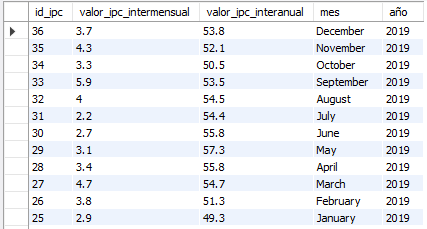 id_ipc valor_ipc_intermensual valor_ipc_interanual mes año
36 3.7 53.8 December 2019
35 4.3 52.1 November 2019
34 3.3 50.5 October 2019
33 5.9 53.5 September 2019
32 4 54.5 August 2019
31 2.2 54.4 July 2019
30 2.7 55.8 June 2019
29 3.1 57.3 May 2019
28 3.4 55.8 April 2019
27 4.7 54.7 March 2019
26 3.8 51.3 February 2019
25 2.9 49.3 January 2019